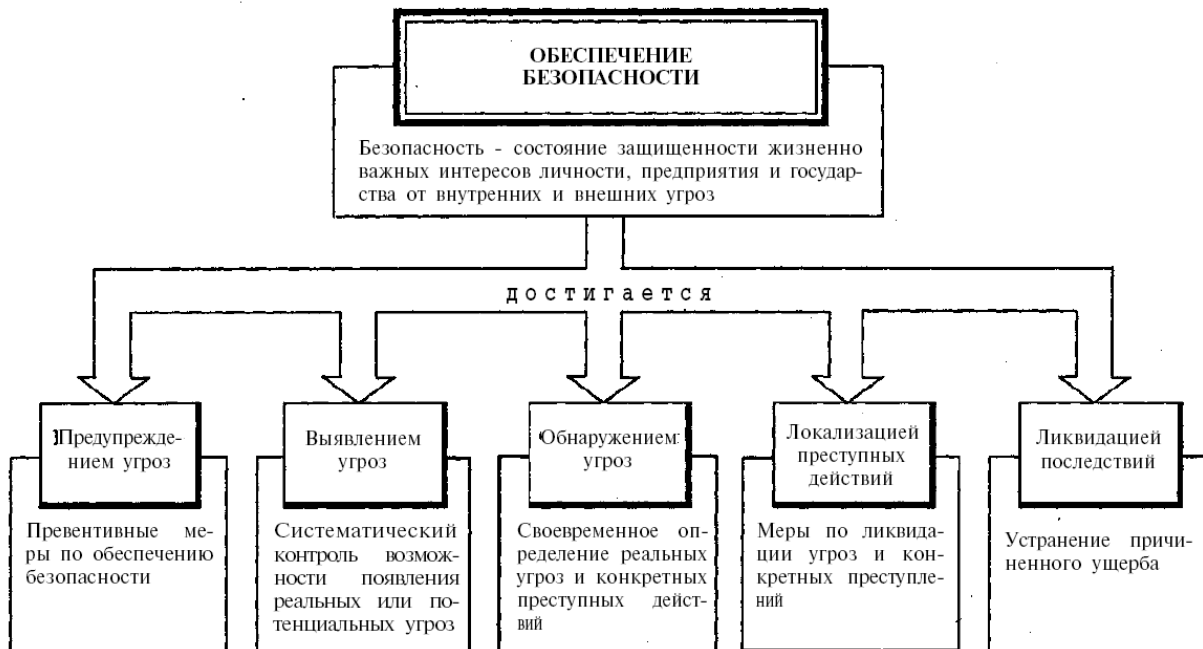 ОБЕСПЕЧЕНИЕ
БЕЗОПАСНОСТИ
Безопасность - состояние защищенности жизненно
важных интересов личности, предприятия и государ-
ства от внутренних и внешних угроз
достигается
Предупрежде-
нием угроз
Превентивные ме-
ры по обеспечению
безопасности
Выявлением
угроз
Систематический
контроль возмож-
ности появления
реальных или по-
тенциальных угроз
Обнаружением
угроз
Своевременное оп-
ределение реальных
угроз и конкретных
преступных дейст-
вий
Локализацией
преступных
действий
Меры по ликвида-
ции угроз и кон-
кретных преступле-
ний
Ликвидацией
последствий
Устранение причи-
ненного ущерба